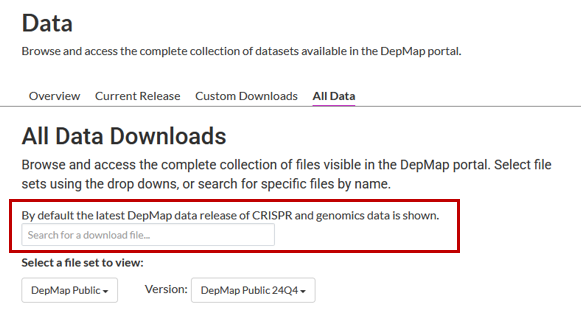 Data
Browse and access the complete collection of datasets available in the DepMap portal.
Overview Current Release Custom Downloads All Data
All Data Downloads
Browse and access the complete collection of files visible in the DepMap portal. Select file
sets using the drop downs, or search for specific files by name.
By default the latest DepMap data release of CRISPR and genomics data is shown.
Search for a download file...
Select a file set to view:
DepMap Public Version: DepMap Public 24Q4